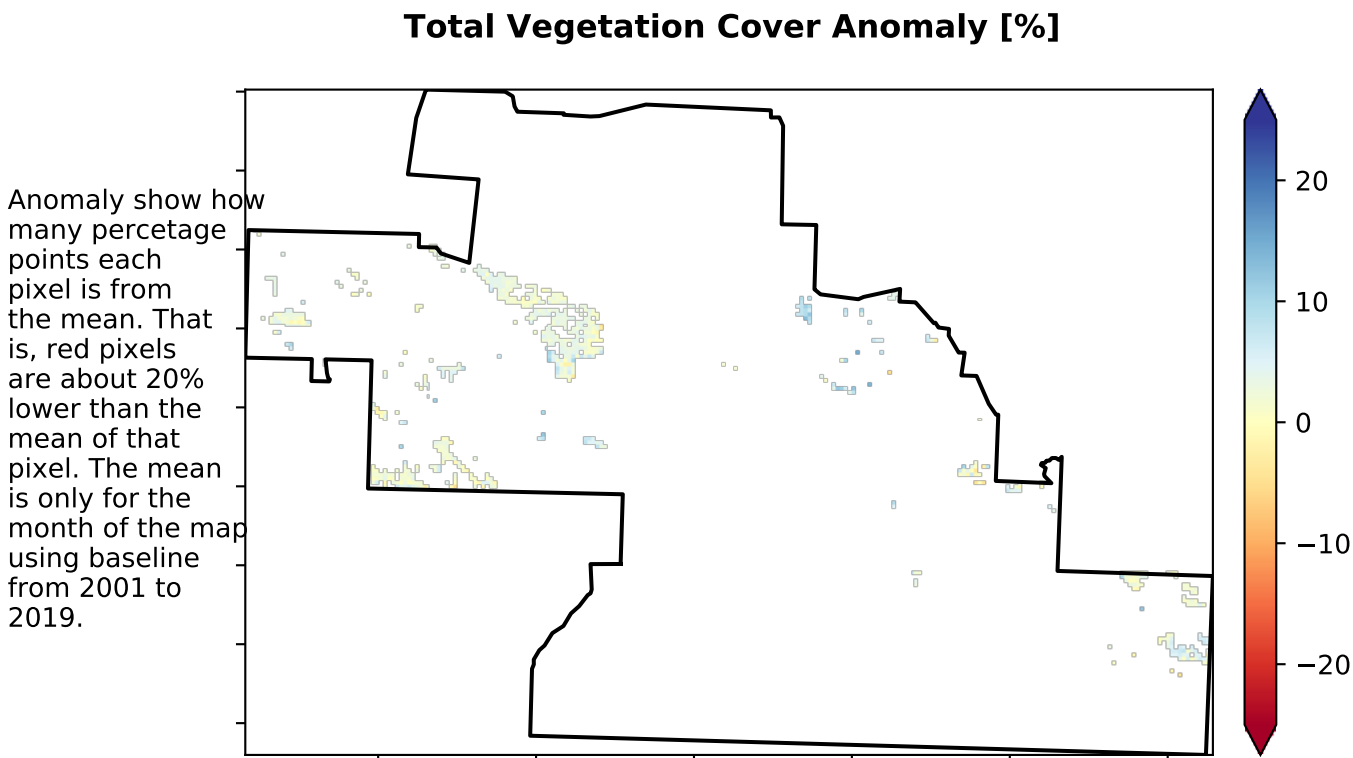 Total Vegetation Cover Anomaly [%]
Anomaly show how
many percetage
points each
pixel is from
the mean. That
is, red pixels
are about 20%
lower than the
mean of that
pixel. The mean
is only for the
month of the map
using baseline
from 2001 to
2019.
20
10
0
−10
−20